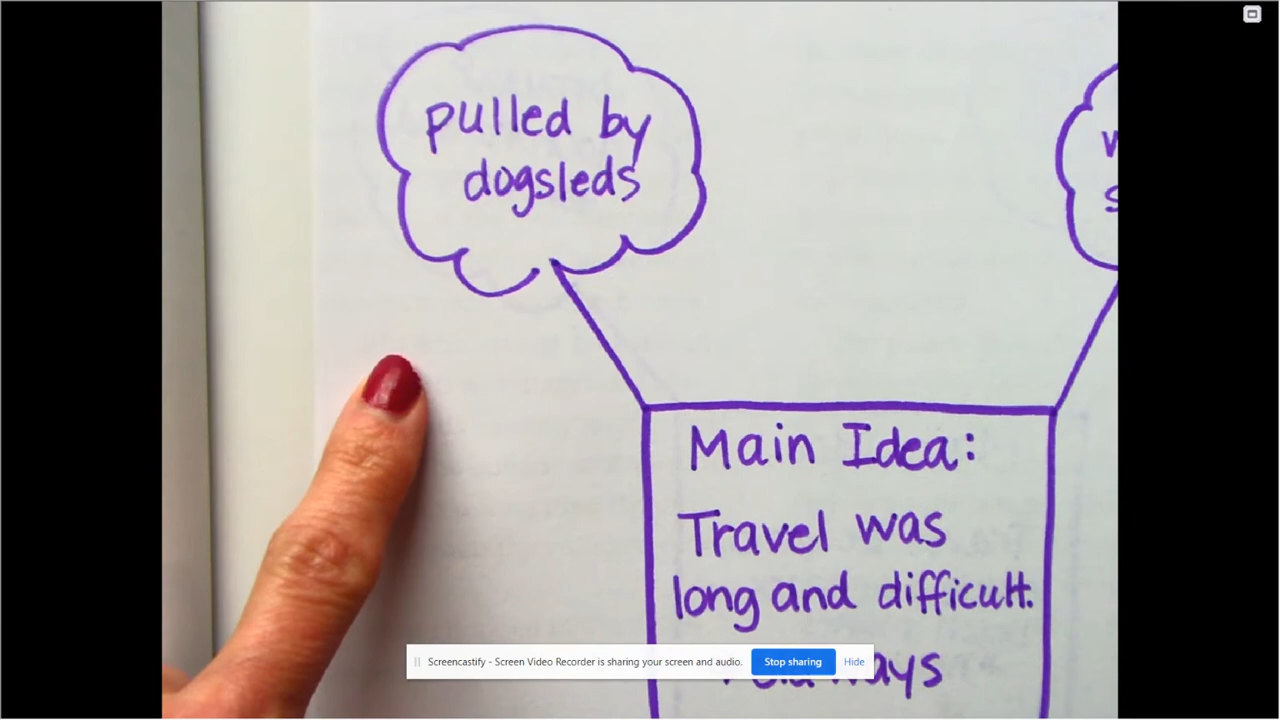 pulled by
dogsleds
Main Idea:
Travel was
long and difficult.
Screencastify - Screen Video Recorder is sharing your screen and audio.
Stop sharing
Hide